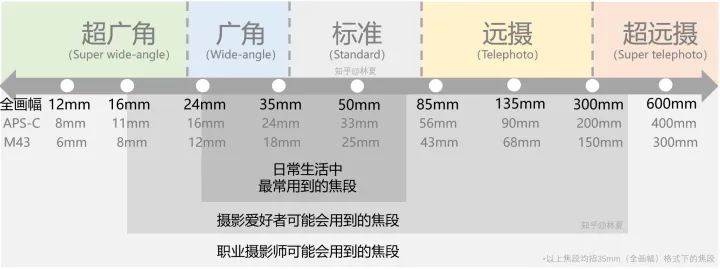 超广角 广角 标准 远摄 超远摄
(Super wide-angle) (Wide-angle) (Standard) (Telephoto) (Super telephoto)
知乎@林夏
全画幅 12mm 16mm 24mm 35mm 50mm 85mm 135mm 300mm 600mm
APS-C 8mm 11mm 16mm 24mm 33mm 56mm 90mm 200mm 400mm
M43 6mm 8mm 12mm 18mm 25mm 43mm 68mm 150mm 300mm
日常生活中
最常用到的焦段
摄影爱好者可能会用到的焦段
知乎@林夏
职业摄影师可能会用到的焦段
*以上焦段均指35mm（全画幅）格式下的焦段